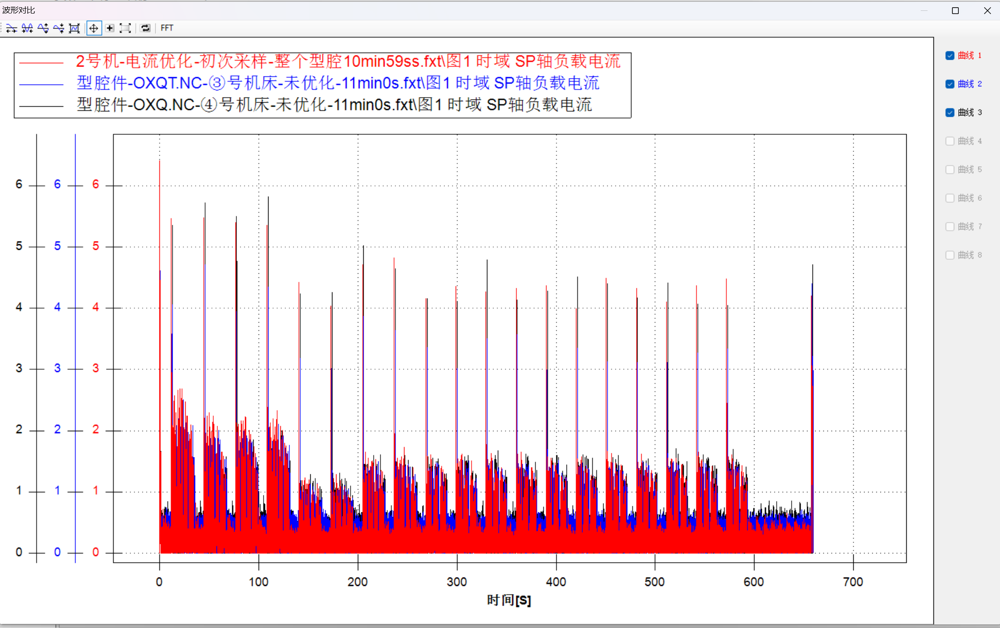 波形对比
FFT
2号机-电流优化-初次采样-整个型腔10min59ss.fxt\图1 时域 SP轴负载电流
型腔件-OXQT.NC-③号机床-未优化-11min0s.fxt\图1 时域 SP轴负载电流
型腔件-OXQ.NC-④号机床-未优化-11min0s.fxt\图1 时域 SP轴负载电流
曲线 1
曲线 2
曲线 3
曲线 4
曲线 5
曲线 6
曲线 7
曲线 8
6 6 6
5 5 5
4 4 4
3 3 3
2 2 2
1 1 1
0 0 0
0 100 200 300 400 500 600 700
时间[S]